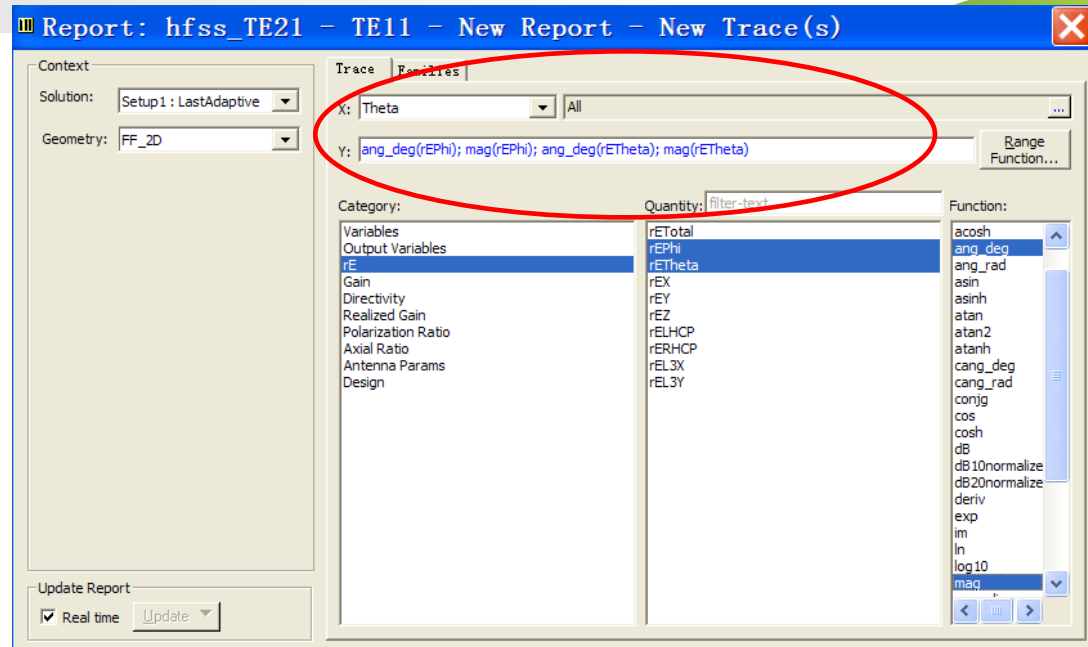 Report: hfss_TE21 - TE11 - New Report - New Trace(s)
Context
Solution: Setup1 : LastAdaptive
Geometry: FF_2D
Update Report
Real time Update
Trace Families
X: Theta All ...
Y: ang_deg(rEPhi); mag(rEPhi); ang_deg(rETheta); mag(rETheta)
Range
Function...
Category:
Variables
Output Variables
rE
Gain
Directivity
Realized Gain
Polarization Ratio
Axial Ratio
Antenna Params
Design
Quantity: filter-text
rETotal
rEPhi
rETheta
rEX
rEY
rEZ
rELHCP
rERHCP
rEL3X
rEL3Y
Function:
acosh
ang_deg
ang_rad
asin
asinh
atan
atan2
atanh
cang_deg
cang_rad
conjg
cos
cosh
dB
dB10normalize
dB20normalize
deriv
exp
im
ln
log10
mag